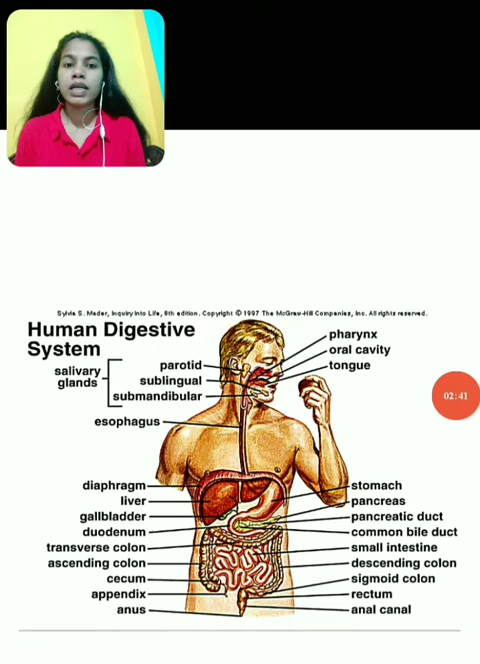 Sylvia S. Mader, Inquiry into Life, 8th edition. Copyright © 1997 The McGraw-Hill Companies, Inc. All rights reserved.
Human Digestive
System
salivary
glands
parotid
sublingual
submandibular
esophagus
pharynx
oral cavity
tongue
02:41
diaphragm
liver
gallbladder
duodenum
transverse colon
ascending colon
cecum
appendix
anus
stomach
pancreas
pancreatic duct
common bile duct
small intestine
descending colon
sigmoid colon
rectum
anal canal